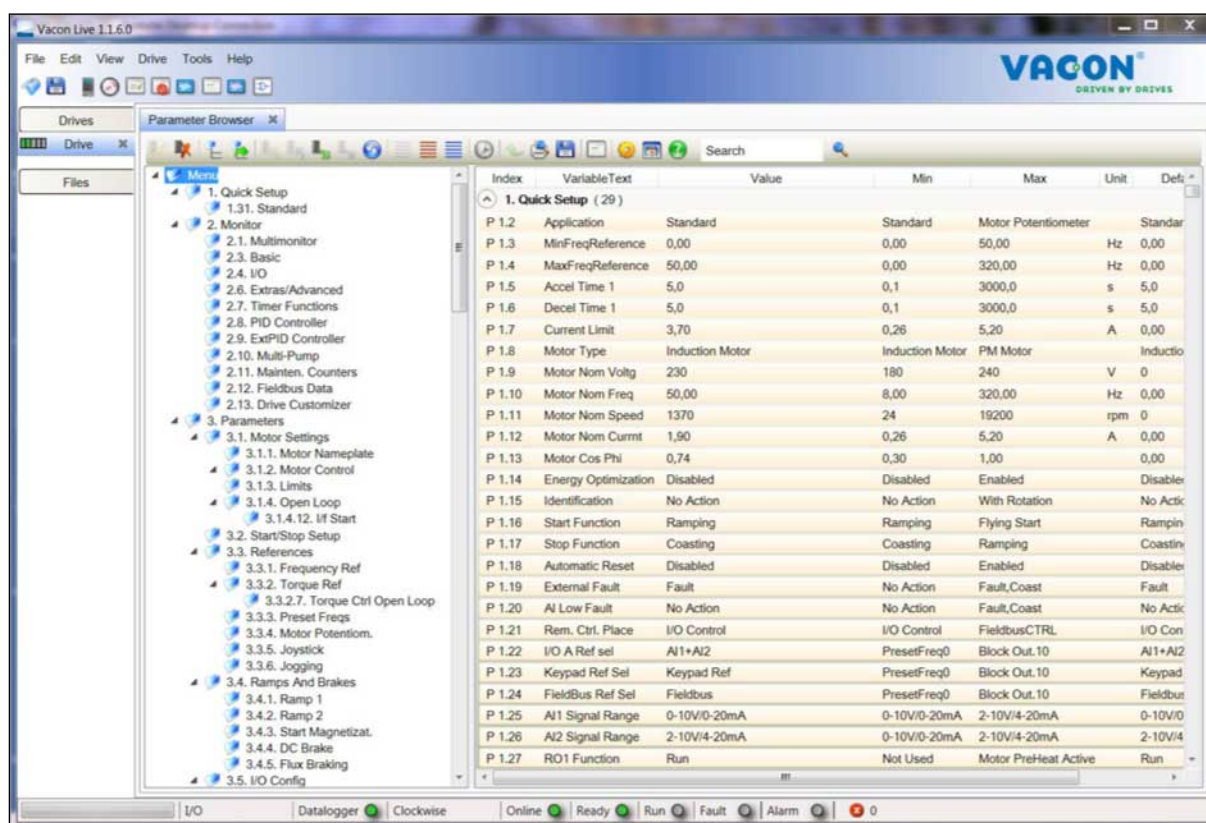 Vacon Live 1.1.6.0
File Edit View Drive Tools Help
VACON®
DRIVEN BY DRIVES
Drives
Drive
Files
Parameter Browser
Search
Menu
1. Quick Setup
1.31. Standard
2. Monitor
2.1. Multimonitor
2.3. Basic
2.4. I/O
2.6. Extras/Advanced
2.7. Timer Functions
2.8. PID Controller
2.9. ExtPID Controller
2.10. Multi-Pump
2.11. Mainten. Counters
2.12. Fieldbus Data
2.13. Drive Customizer
3. Parameters
3.1. Motor Settings
3.1.1. Motor Nameplate
3.1.2. Motor Control
3.1.3. Limits
3.1.4. Open Loop
3.1.4.12. I/f Start
3.2. Start/Stop Setup
3.3. References
3.3.1. Frequency Ref
3.3.2. Torque Ref
3.3.2.7. Torque Ctrl Open Loop
3.3.3. Preset Freqs
3.3.4. Motor Potentiom.
3.3.5. Joystick
3.3.6. Jogging
3.4. Ramps And Brakes
3.4.1. Ramp 1
3.4.2. Ramp 2
3.4.3. Start Magnetizat.
3.4.4. DC Brake
3.4.5. Flux Braking
3.5. I/O Config
Index VariableText Value Min Max Unit Defa
1. Quick Setup (29)
P 1.2 Application Standard Standard Motor Potentiometer Standar
P 1.3 MinFreqReference 0,00 0,00 50,00 Hz 0,00
P 1.4 MaxFreqReference 50,00 0,00 320,00 Hz 0,00
P 1.5 Accel Time 1 5,0 0,1 3000,0 s 5,0
P 1.6 Decel Time 1 5,0 0,1 3000,0 s 5,0
P 1.7 Current Limit 3,70 0,26 5,20 A 0,00
P 1.8 Motor Type Induction Motor Induction Motor PM Motor Inductio
P 1.9 Motor Nom Voltg 230 180 240 V 0
P 1.10 Motor Nom Freq 50,00 8,00 320,00 Hz 0,00
P 1.11 Motor Nom Speed 1370 24 19200 rpm 0
P 1.12 Motor Nom Currnt 1,90 0,26 5,20 A 0,00
P 1.13 Motor Cos Phi 0,74 0,30 1,00 0,00
P 1.14 Energy Optimization Disabled Disabled Enabled Disable
P 1.15 Identification No Action No Action With Rotation No Actio
P 1.16 Start Function Ramping Ramping Flying Start Rampin
P 1.17 Stop Function Coasting Coasting Ramping Coastin
P 1.18 Automatic Reset Disabled Disabled Enabled Disable
P 1.19 External Fault Fault No Action Fault,Coast Fault
P 1.20 AI Low Fault No Action No Action Fault,Coast No Actio
P 1.21 Rem. Ctrl. Place I/O Control I/O Control FieldbusCTRL I/O Con
P 1.22 I/O A Ref sel AI1+AI2 PresetFreq0 Block Out.10 AI1+AI2
P 1.23 Keypad Ref Sel Keypad Ref PresetFreq0 Block Out.10 Keypad
P 1.24 FieldBus Ref Sel Fieldbus PresetFreq0 Block Out.10 Fieldbus
P 1.25 AI1 Signal Range 0-10V/0-20mA 0-10V/0-20mA 2-10V/4-20mA 0-10V/0
P 1.26 AI2 Signal Range 2-10V/4-20mA 0-10V/0-20mA 2-10V/4-20mA 2-10V/4
P 1.27 RO1 Function Run Not Used Motor PreHeat Active Run
I/O Datalogger Clockwise Online Ready Run Fault Alarm 0